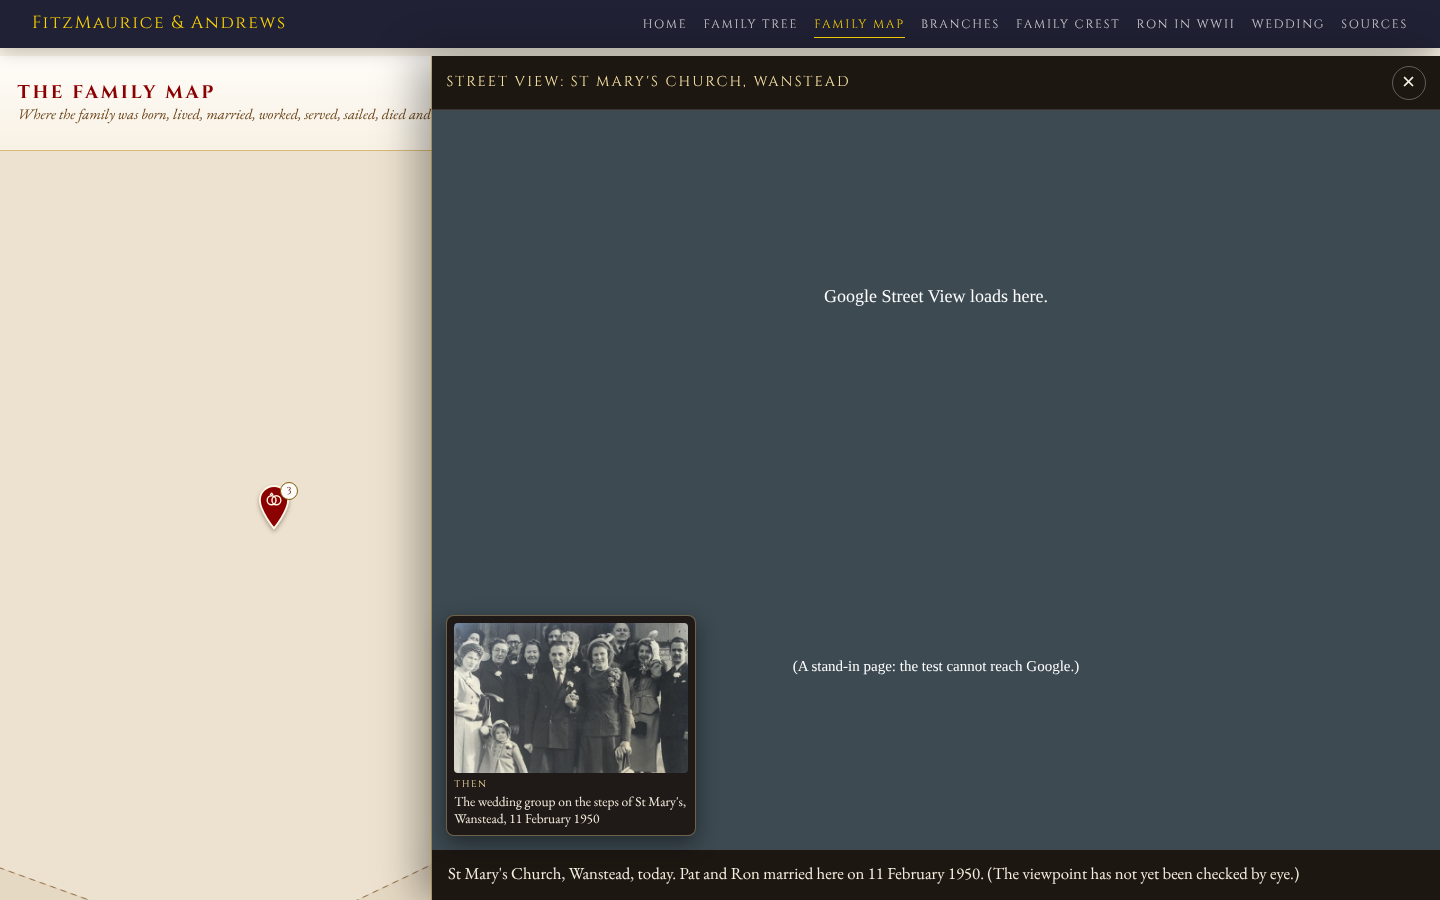 FitzMaurice & Andrews
HOME FAMILY TREE FAMILY MAP BRANCHES FAMILY CREST RON IN WWII WEDDING SOURCES
THE FAMILY MAP
Where the family was born, lived, married, worked, served, sailed, died and
STREET VIEW: ST MARY'S CHURCH, WANSTEAD
✕
Google Street View loads here.
3
(A stand-in page: the test cannot reach Google.)
THEN
The wedding group on the steps of St Mary's,
Wanstead, 11 February 1950
St Mary's Church, Wanstead, today. Pat and Ron married here on 11 February 1950. (The viewpoint has not yet been checked by eye.)